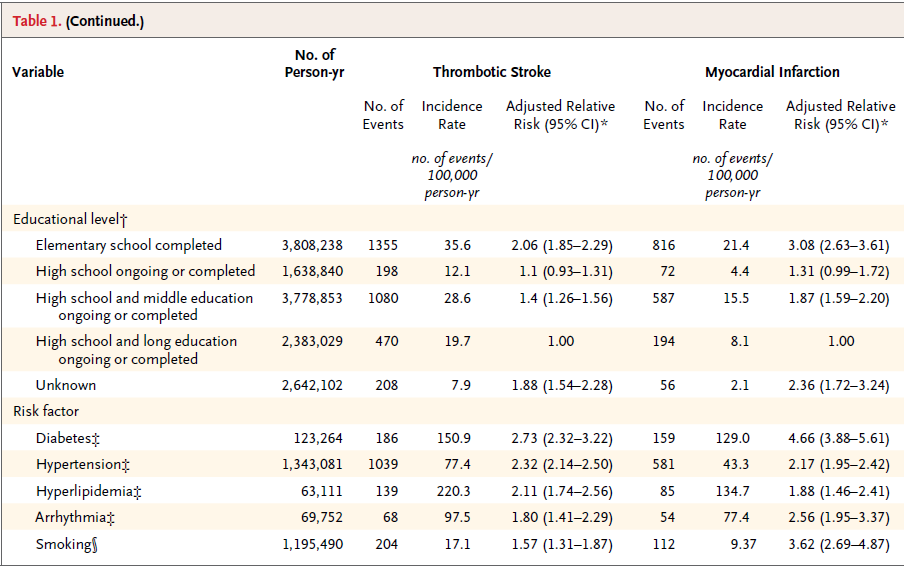 Table 1. (Continued.)
Variable No. of Person-yr Thrombotic Stroke Myocardial Infarction
No. of Events Incidence Rate Adjusted Relative Risk (95% CI)* No. of Events Incidence Rate Adjusted Relative Risk (95% CI)*
no. of events/100,000 person-yr no. of events/100,000 person-yr
Educational level†
Elementary school completed 3,808,238 1355 35.6 2.06 (1.85–2.29) 816 21.4 3.08 (2.63–3.61)
High school ongoing or completed 1,638,840 198 12.1 1.1 (0.93–1.31) 72 4.4 1.31 (0.99–1.72)
High school and middle education 3,778,853 1080 28.6 1.4 (1.26–1.56) 587 15.5 1.87 (1.59–2.20)
ongoing or completed
High school and long education 2,383,029 470 19.7 1.00 194 8.1 1.00
ongoing or completed
Unknown 2,642,102 208 7.9 1.88 (1.54–2.28) 56 2.1 2.36 (1.72–3.24)
Risk factor
Diabetes‡ 123,264 186 150.9 2.73 (2.32–3.22) 159 129.0 4.66 (3.88–5.61)
Hypertension‡ 1,343,081 1039 77.4 2.32 (2.14–2.50) 581 43.3 2.17 (1.95–2.42)
Hyperlipidemia‡ 63,111 139 220.3 2.11 (1.74–2.56) 85 134.7 1.88 (1.46–2.41)
Arrhythmia‡ 69,752 68 97.5 1.80 (1.41–2.29) 54 77.4 2.56 (1.95–3.37)
Smoking§ 1,195,490 204 17.1 1.57 (1.31–1.87) 112 9.37 3.62 (2.69–4.87)